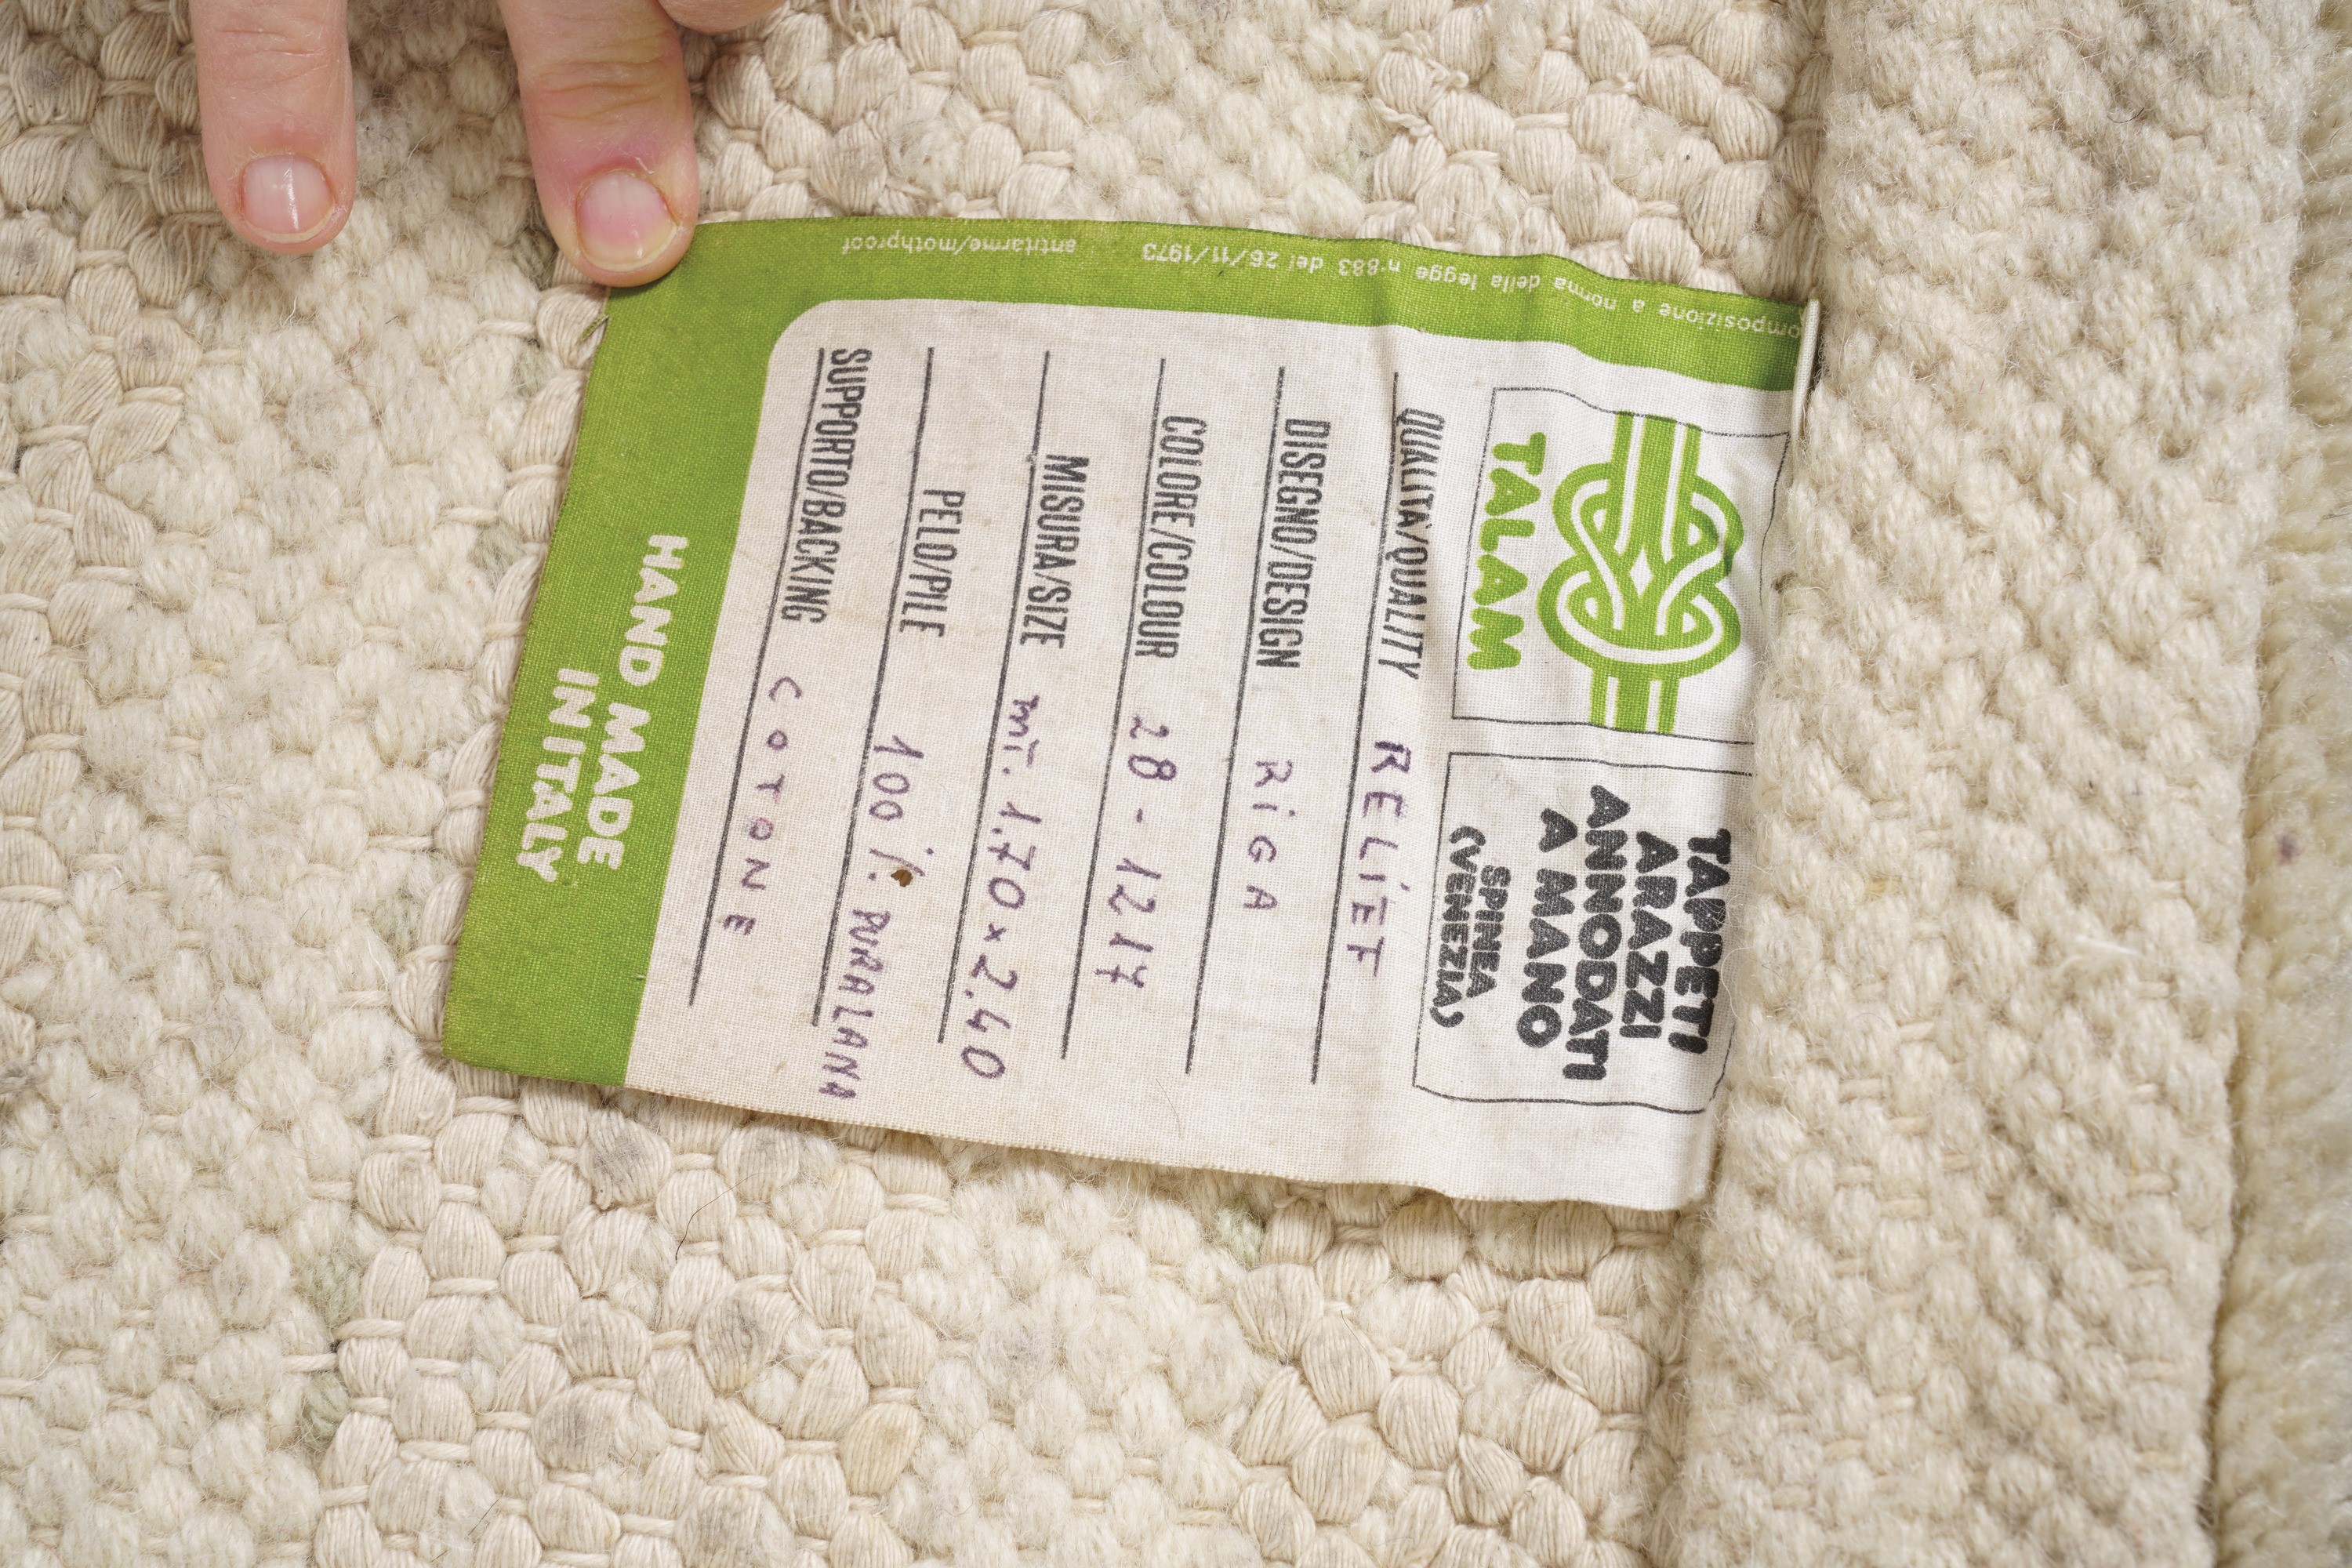 TALAM
TAPPETI
ARAZZI
ANNODATI
A MANO
SPINEA
(VENEZIA)
QUALITÀ/QUALITY RELIEF
DISEGNO/DESIGN RIGA
COLORE/COLOUR 28-1217
MISURA/SIZE mt. 1.70 x 2.40
PELO/PILE 100 % PURA LANA
SUPPORTO/BACKING COTONE
HAND MADE
IN ITALY
omposizione a norma della legge n·883 del 26/11/1973 antitarme/mothproof